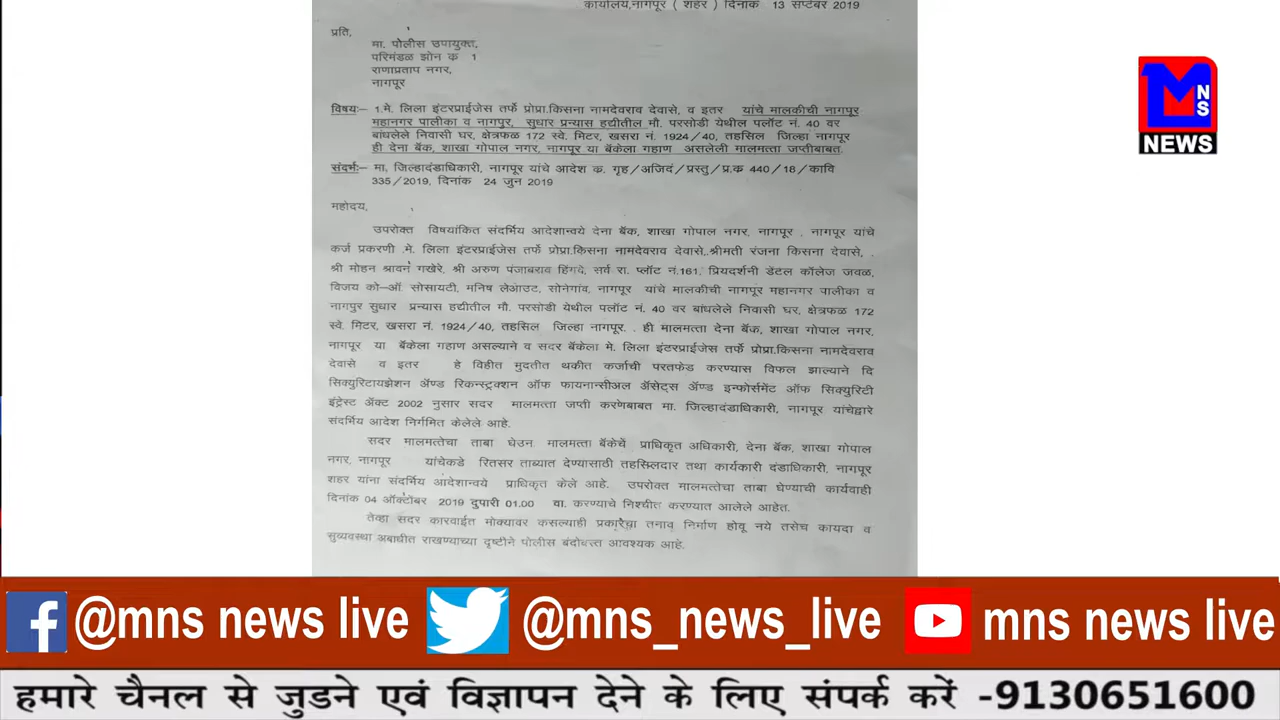 कार्यालय,नागपूर ( शहर ) दिनांक 13 सप्टेंबर 2019
प्रति,
मा. पोलीस उपायुक्त,
परिमंडळ झोन क 1
राणाप्रताप नगर,
नागपूर
विषय:– 1.मे. लिला इंटरप्राईजेस तर्फे प्रोप्रा.किसना नामदेवराव देवासे, व इतर यांचे मालकीची नागपूर
महानगर पालीका व नागपुर, सुधार प्रन्यास हद्दीतील मौ. परसोडी येथील पलॉट नं. 40 वर
बांधलेले निवासी घर, क्षेत्रफळ 172 स्वे. मिटर, खसरा नं. 1924/40, तहसिल जिल्हा नागपूर
ही देना बॅंक, शाखा गोपाल नगर, नागपूर या बॅंकेला गहाण असलेली मालमत्ता जप्तीबाबत.
संदर्भ:– मा, जिल्हादंडाधिकारी, नागपूर यांचे आदेश क. गृह/अजिदं/प्रस्तु/प्र.क 440/18/कावि
335/2019, दिनांक 24 जुन 2019
महोदय,
उपरोक्त विषयांकित संदर्भिय आदेशान्वये देना बॅंक, शाखा गोपाल नगर, नागपूर . नागपूर यांचे
कर्ज प्रकरणी .मे. लिला इंटरप्राईजेस तर्फे प्रोप्रा.किसना नामदेवराव देवासे,.श्रीमती रंजना किसना देवासे, .
श्री मोहन श्रावन गखेरे, श्री अरुण पंजाबराव हिंगवे, सर्व रा. प्लॉट नं.161, प्रियदर्शनी डेंटल कॉलेज जवळ,
विजय को–ऑ. सोसायटी, मनिष लेआउट, सोनेगांव, नागपूर यांचे मालकीची नागपूर महानगर पालीका व
नागपुर सुधार प्रन्यास हद्दीतील मौ. परसोडी येथील पलॉट नं. 40 वर बांधलेले निवासी घर, क्षेत्रफळ 172
स्वे. मिटर, खसरा नं. 1924/40, तहसिल जिल्हा नागपूर. . ही मालमत्ता देना बॅंक, शाखा गोपाल नगर,
नागपूर या बॅंकेला गहाण असल्याने व सदर बॅंकेला मे. लिला इंटरप्राईजेस तर्फे प्रोप्रा.किसना नामदेवराव
देवासे व इतर हे विहीत मुदतीत थकीत कर्जाची परतफेड करण्यास विफल झाल्याने दि
सिक्युरिटायझेशन ॲण्ड रिकन्स्ट्रक्शन ऑफ फायनान्सीअल ॲसेट्स ॲण्ड इन्फोर्समेंट ऑफ सिक्युरिटी
इंट्रेस्ट ॲक्ट 2002 नुसार सदर मालमत्ता जप्ती करणेबाबत मा. जिल्हादंडाधिकारी, नागपूर यांचेद्वारे
संदर्भिय आदेश निर्गमित केलेले आहे.
सदर मालमत्तेचा ताबा घेउन मालमत्ता बॅंकेचें प्राधिकृत अधिकारी, देना बॅंक, शाखा गोपाल
नगर, नागपूर यांचेकडे रितसर ताब्यात देण्यासाठी तहसिलदार तथा कार्यकारी दंडाधिकारी, नागपूर
शहर यांना संदर्भिय आदेशान्वये प्राधिकृत केले आहे. उपरोक्त मालमत्तेचा ताबा घेण्याची कार्यवाही
दिनांक 04 ऑक्टोंबर 2019 दुपारी 01.00 वा. करण्याचे निश्चीत करण्यात आलेले आहेत.
तेव्हा सदर कारवाईत मोक्यावर कसल्याही प्रकारेचा तनाव निर्माण होवू नये तसेच कायदा व
सुव्यवस्था अबाधीत राखण्याच्या दृष्टीने पोलीस बंदोबस्त आवश्यक आहे.
M NS
NEWS
@mns news live @mns_news_live mns news live
हमारे चैनल से जुडने एवं विज्ञापन देने के लिए संपर्क करें -9130651600